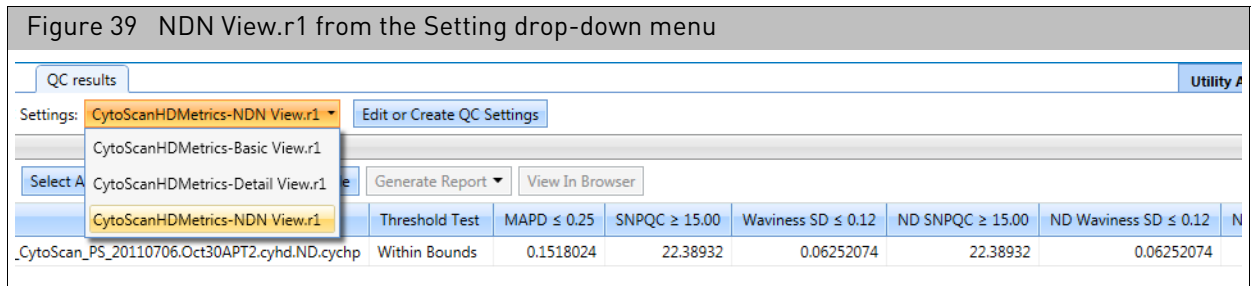 Figure 39 NDN View.r1 from the Setting drop-down menu
QC results
Utility A
Settings: CytoScanHDMetrics-NDN View.r1 Edit or Create QC Settings
CytoScanHDMetrics-Basic View.r1
Select A CytoScanHDMetrics-Detail View.r1 e Generate Report View In Browser
CytoScanHDMetrics-NDN View.r1 Threshold Test MAPD ≤ 0.25 SNPQC ≥ 15.00 Waviness SD ≤ 0.12 ND SNPQC ≥ 15.00 ND Waviness SD ≤ 0.12 N
_CytoScan_PS_20110706.Oct30APT2.cyhd.ND.cychp Within Bounds 0.1518024 22.38932 0.06252074 22.38932 0.06252074